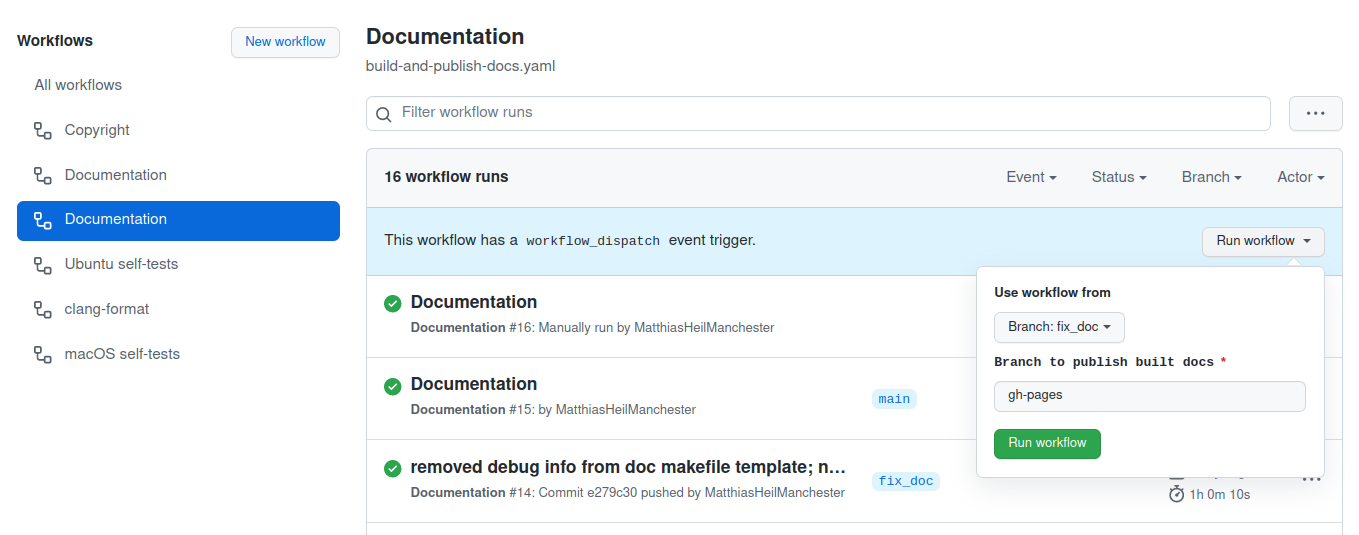 Workflows
New workflow
All workflows
Copyright
Documentation
Documentation
Ubuntu self-tests
clang-format
macOS self-tests
Documentation
build-and-publish-docs.yaml
Filter workflow runs
16 workflow runs
Event
Status
Branch
Actor
This workflow has a workflow_dispatch event trigger.
Run workflow
Use workflow from
Branch: fix_doc
Branch to publish built docs *
gh-pages
Run workflow
Documentation
Documentation #16: Manually run by MatthiasHeilManchester
Documentation
Documentation #15: by MatthiasHeilManchester
main
removed debug info from doc makefile template; n...
Documentation #14: Commit e279c30 pushed by MatthiasHeilManchester
fix_doc
1h 0m 10s